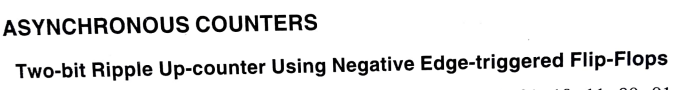 ASYNCHRONOUS COUNTERS
Two-bit Ripple Up-counter Using Negative Edge-triggered Flip-Flops